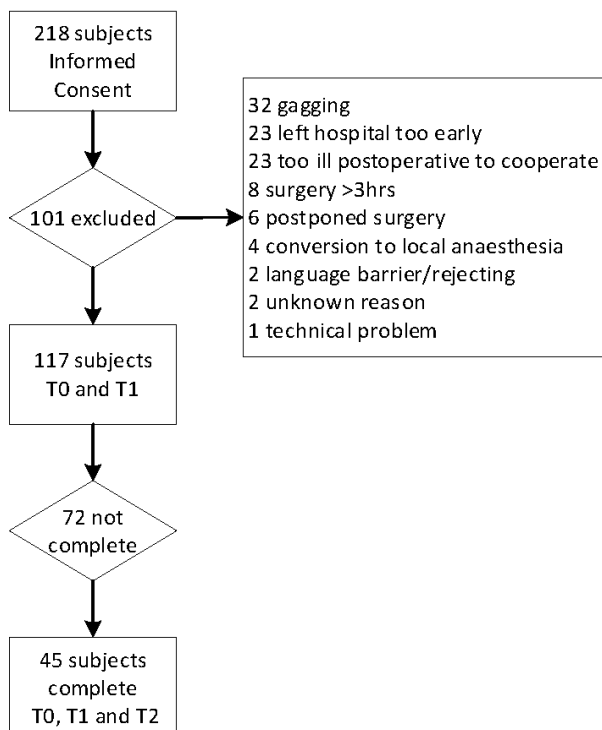 218 subjects
Informed
Consent
101 excluded
32 gagging
23 left hospital too early
23 too ill postoperative to cooperate
8 surgery >3hrs
6 postponed surgery
4 conversion to local anaesthesia
2 language barrier/rejecting
2 unknown reason
1 technical problem
117 subjects
T0 and T1
72 not
complete
45 subjects
complete
T0, T1 and T2